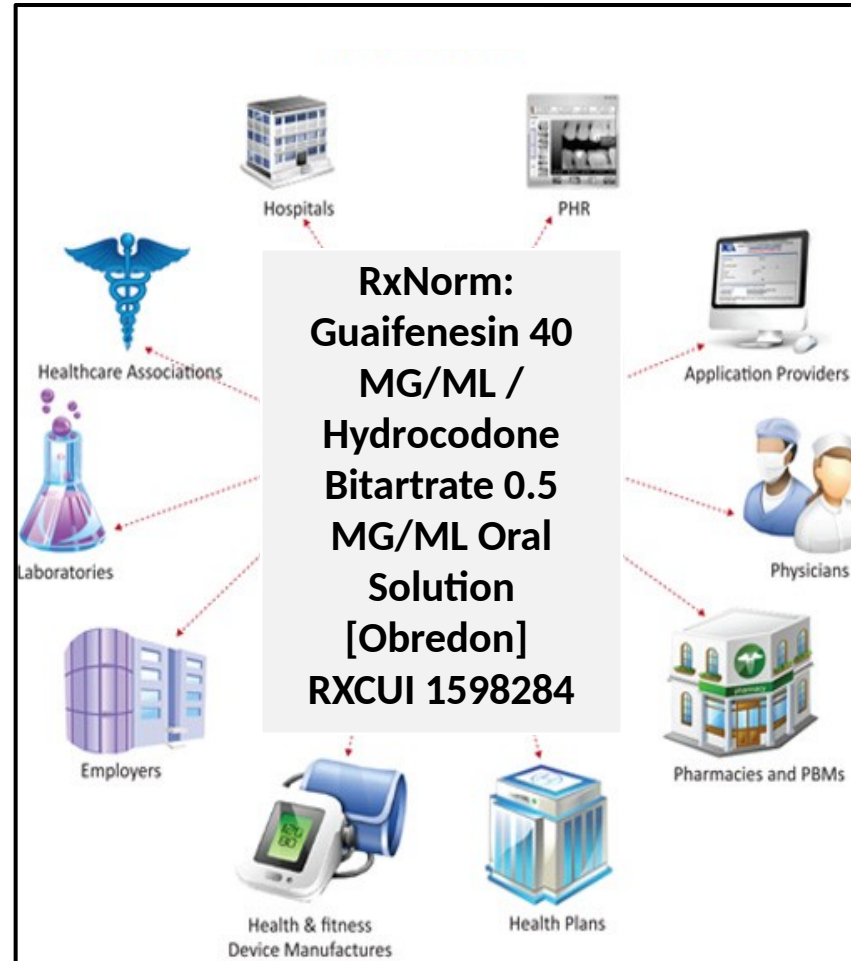 Hospitals
PHR
Healthcare Associations
Application Providers
RxNorm:
Guaifenesin 40
MG/ML /
Hydrocodone
Bitartrate 0.5
MG/ML Oral
Solution
[Obredon]
RXCUI 1598284
Laboratories
Physicians
pharmacy
Employers
Pharmacies and PBMs
Health & fitness
Device Manufactures
Health Plans